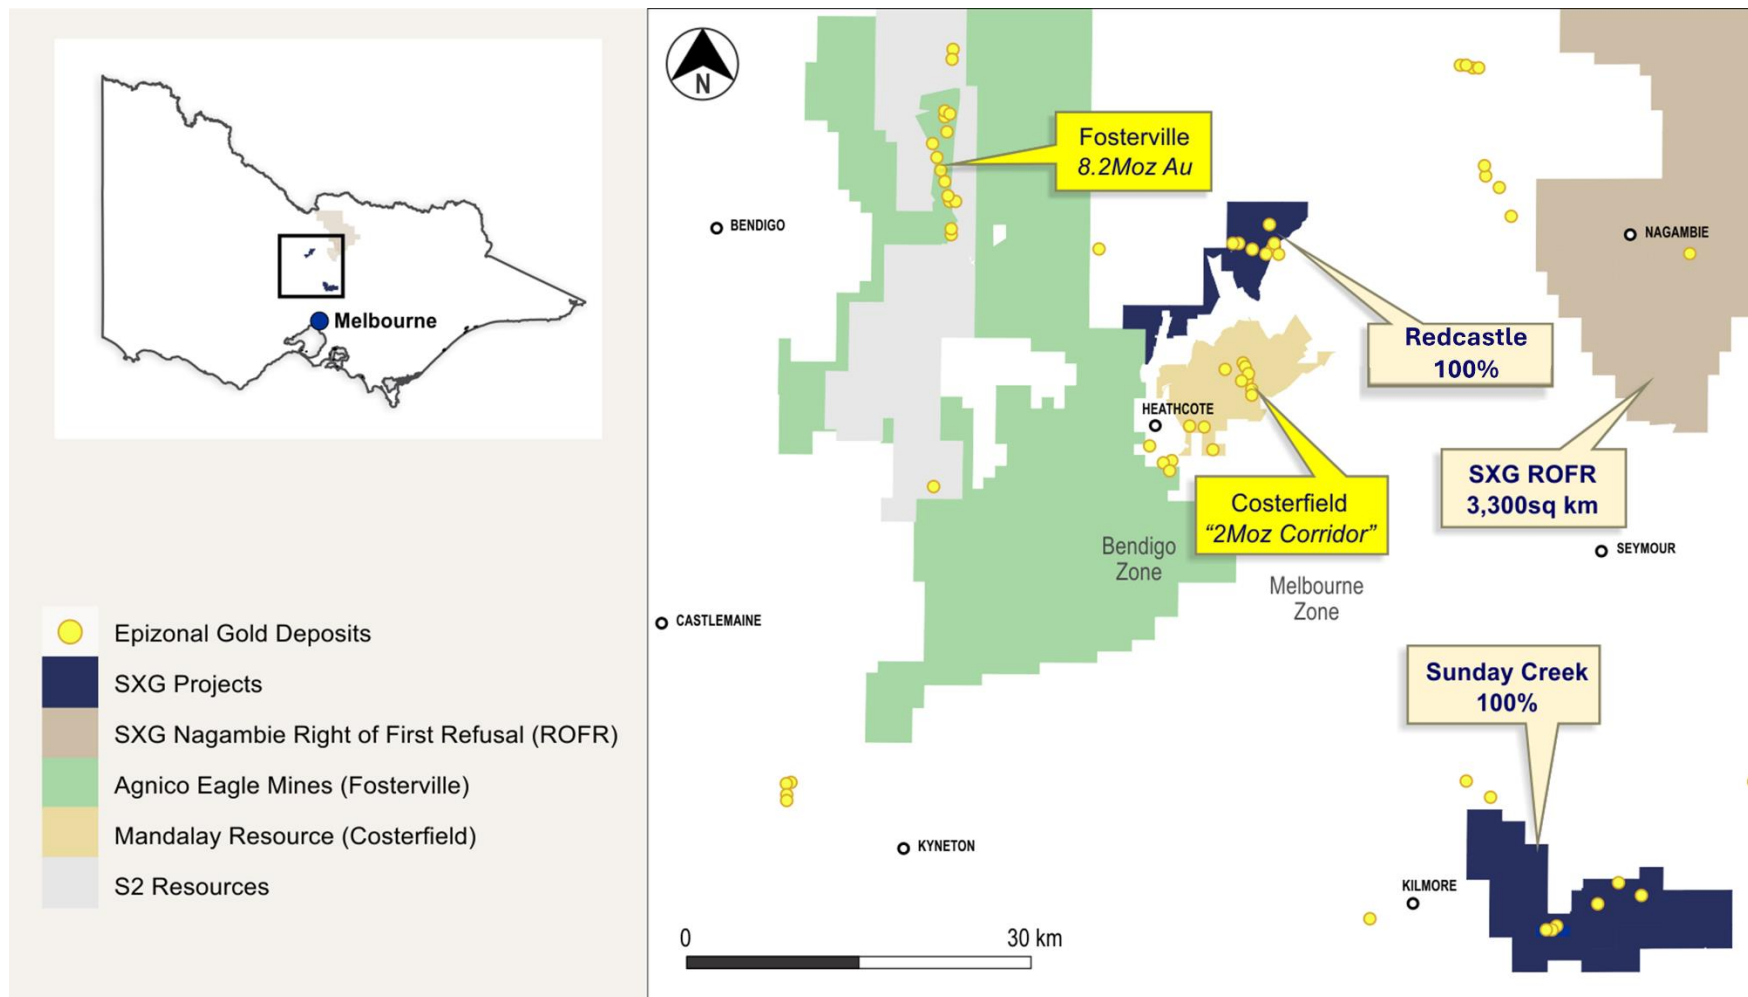 Melbourne
Epizonal Gold Deposits
SXG Projects
SXG Nagambie Right of First Refusal (ROFR)
Agnico Eagle Mines (Fosterville)
Mandalay Resource (Costerfield)
S2 Resources
N
Fosterville
8.2Moz Au
BENDIGO
NAGAMBIE
Redcastle
100%
HEATHCOTE
SXG ROFR
3,300sq km
Costerfield
“2Moz Corridor”
Bendigo
Zone
SEYMOUR
Melbourne
Zone
CASTLEMAINE
Sunday Creek
100%
KYNETON
KILMORE
0
30 km